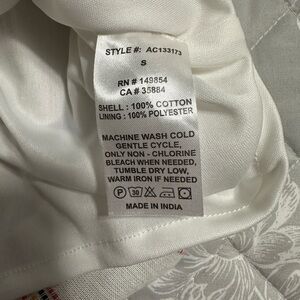 STYLE #: AC133173
S
RN # 149854
CA # 35884
SHELL : 100% COTTON
LINING : 100% POLYESTER
MACHINE WASH COLD
GENTLE CYCLE,
ONLY NON - CHLORINE
BLEACH WHEN NEEDED,
TUMBLE DRY LOW,
WARM IRON IF NEEDED
P 30
MADE IN INDIA